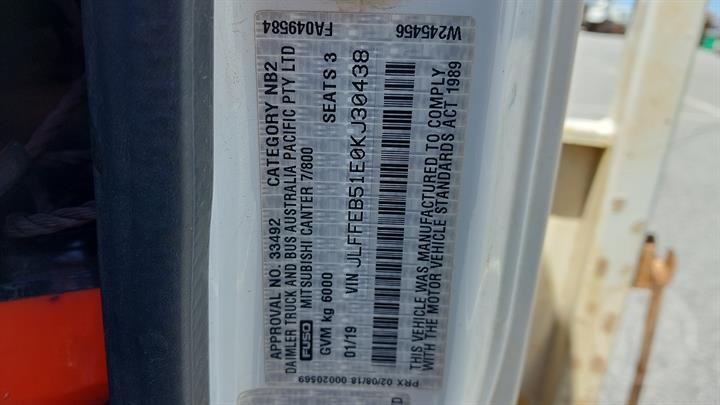 FA049584 W245456
APPROVAL NO. 33492 CATEGORY NB2
DAIMLER TRUCK AND BUS AUSTRALIA PACIFIC PTY LTD
FUSO MITSUBISHI CANTER 7/800
GVM kg 6000 SEATS 3
01/19 VIN JLFFEB51E0KJ30438
THIS VEHICLE WAS MANUFACTURED TO COMPLY
WITH THE MOTOR VEHICLE STANDARDS ACT 1989
PRX 02/08/18 000020569